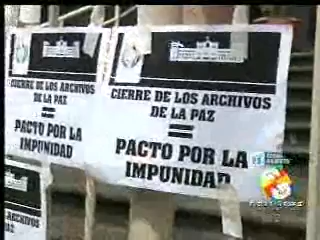 CIERRE DE LOS ARCHIVOS
DE LA PAZ
=
PACTO POR LA
IMPUNIDAD
CIERRE DE LOS ARCHIVOS
DE LA PAZ
=
PACTO POR LA
IMPUNIDAD